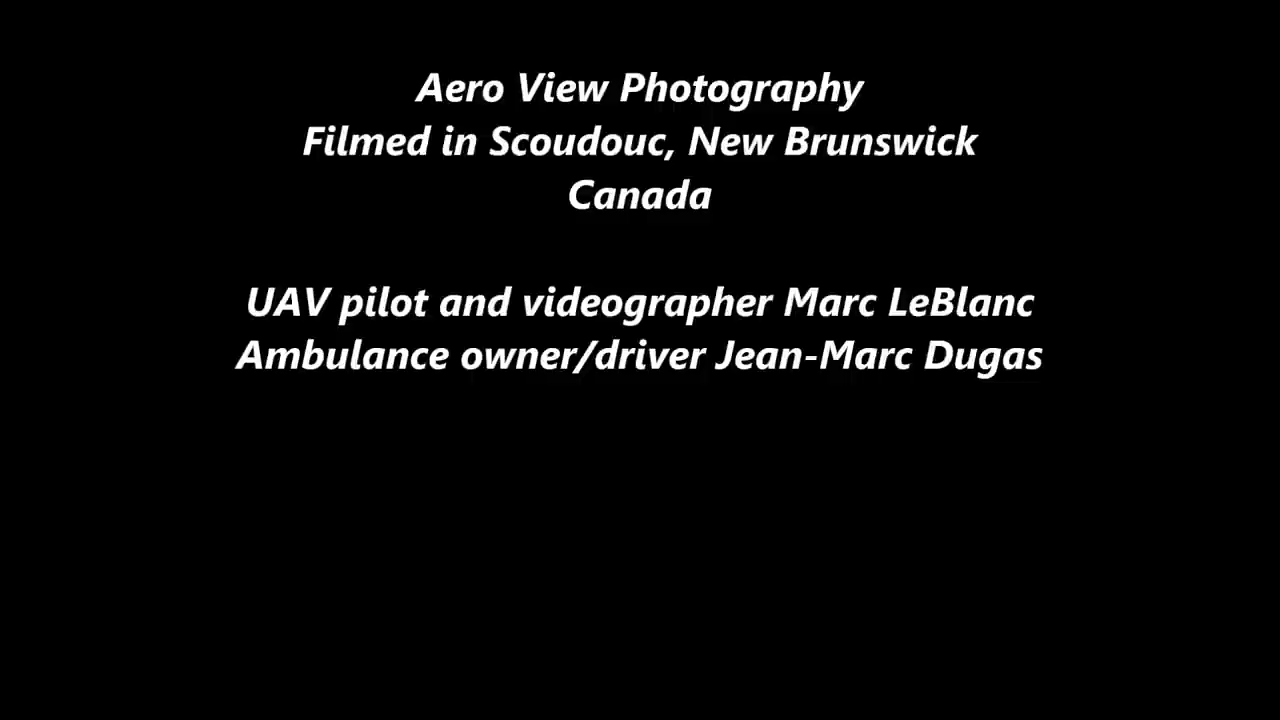 Aero View Photography
Filmed in Scoudouc, New Brunswick
Canada
UAV pilot and videographer Marc LeBlanc
Ambulance owner/driver Jean-Marc Dugas